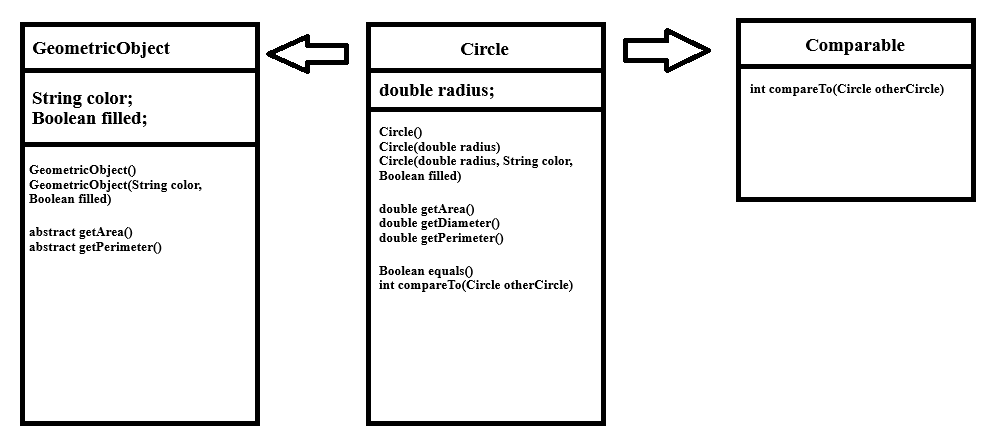 GeometricObject
String color;
Boolean filled;
GeometricObject()
GeometricObject(String color,
Boolean filled)
abstract getArea()
abstract getPerimeter()
Circle
double radius;
Circle()
Circle(double radius)
Circle(double radius, String color,
Boolean filled)
double getArea()
double getDiameter()
double getPerimeter()
Boolean equals()
int compareTo(Circle otherCircle)
Comparable
int compareTo(Circle otherCircle)